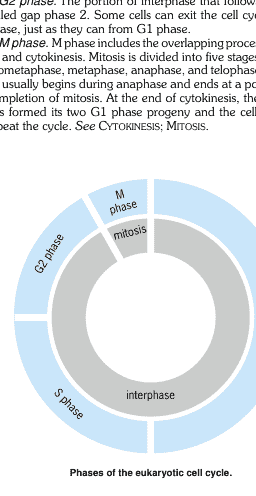 G2 phase. The portion of interphase that follow
led gap phase 2. Some cells can exit the cell cy
ase, just as they can from G1 phase.
M phase. M phase includes the overlapping proce
and cytokinesis. Mitosis is divided into five stages
ometaphase, metaphase, anaphase, and telophase
usually begins during anaphase and ends at a po
mpletion of mitosis. At the end of cytokinesis, the
s formed its two G1 phase progeny and the cell
peat the cycle. See CYTOKINESIS; MITOSIS.
M
phase
mitosis
G2 phase
interphase
S phase
Phases of the eukaryotic cell cycle.